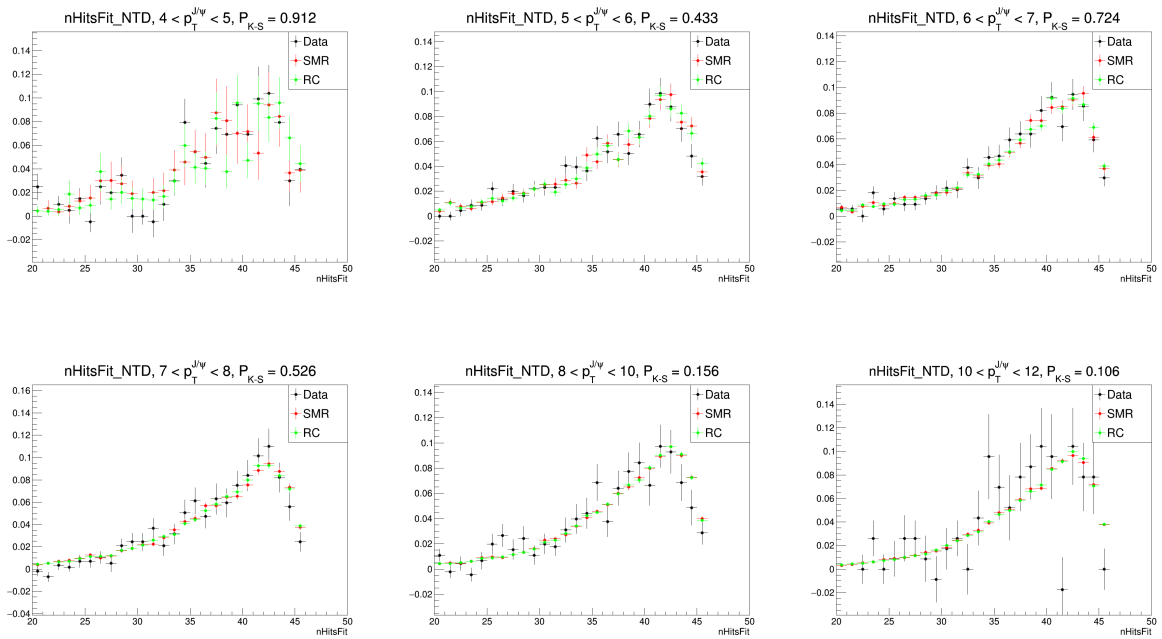 nHitsFit_NTD, 4 < p_T^{J/ψ} < 5, P_{K-S} = 0.912
Data
SMR
RC
0.14
0.12
0.1
0.08
0.06
0.04
0.02
0
−0.02
20 25 30 35 40 45 50
nHitsFit
nHitsFit_NTD, 5 < p_T^{J/ψ} < 6, P_{K-S} = 0.433
Data
SMR
RC
0.14
0.12
0.1
0.08
0.06
0.04
0.02
0
−0.02
20 25 30 35 40 45 50
nHitsFit
nHitsFit_NTD, 6 < p_T^{J/ψ} < 7, P_{K-S} = 0.724
Data
SMR
RC
0.14
0.12
0.1
0.08
0.06
0.04
0.02
0
−0.02
20 25 30 35 40 45 50
nHitsFit
nHitsFit_NTD, 7 < p_T^{J/ψ} < 8, P_{K-S} = 0.526
Data
SMR
RC
0.16
0.14
0.12
0.1
0.08
0.06
0.04
0.02
0
−0.02
−0.04
20 25 30 35 40 45 50
nHitsFit
nHitsFit_NTD, 8 < p_T^{J/ψ} < 10, P_{K-S} = 0.156
Data
SMR
RC
0.14
0.12
0.1
0.08
0.06
0.04
0.02
0
−0.02
20 25 30 35 40 45 50
nHitsFit
nHitsFit_NTD, 10 < p_T^{J/ψ} < 12, P_{K-S} = 0.106
Data
SMR
RC
0.14
0.12
0.1
0.08
0.06
0.04
0.02
0
−0.02
20 25 30 35 40 45 50
nHitsFit